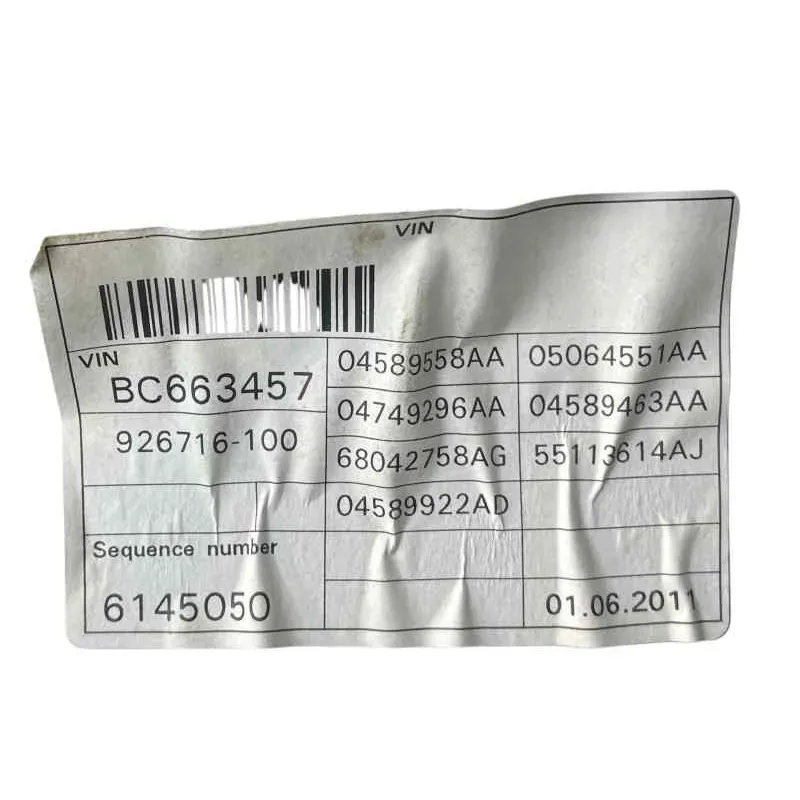 VIN
VIN
BC663457
926716-100
04589558AA 05064551AA
04749296AA 04589463AA
68042758AG 55113614AJ
04589922AD
Sequence number
6145050
01.06.2011